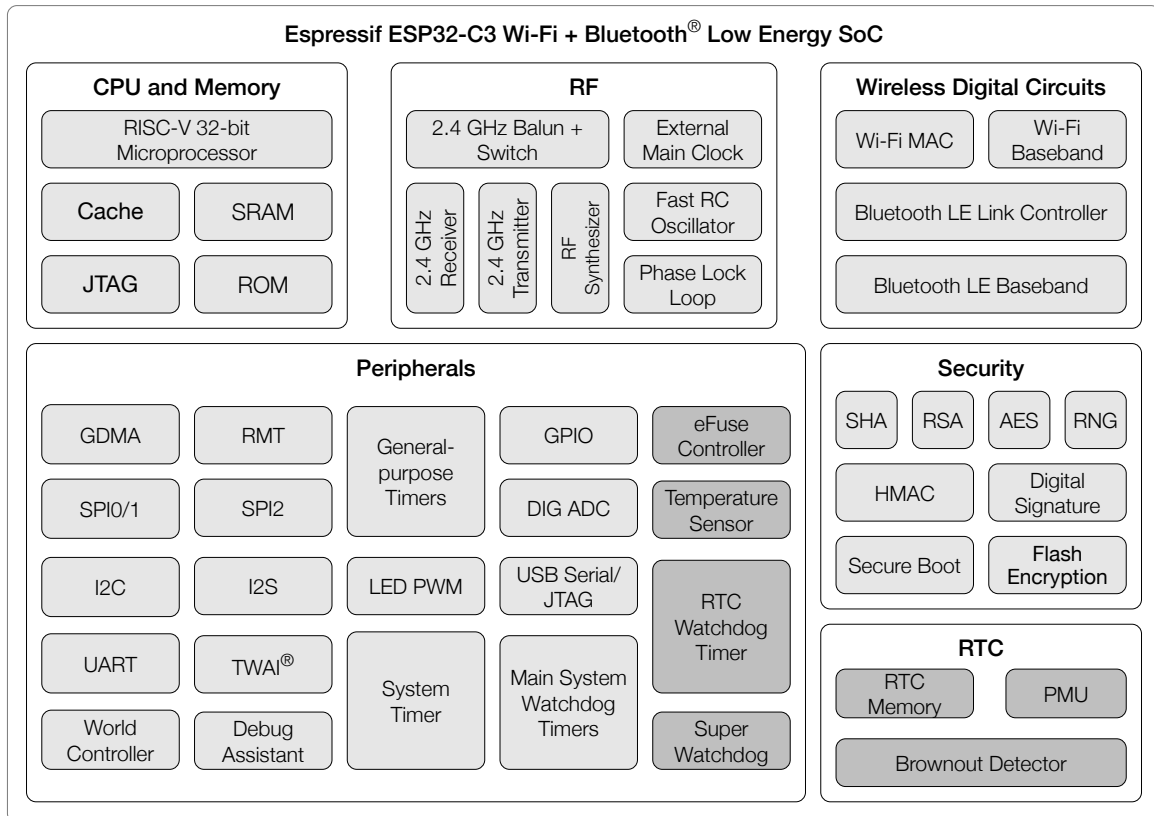 Espressif ESP32-C3 Wi-Fi + Bluetooth® Low Energy SoC
CPU and Memory
RISC-V 32-bit
Microprocessor
Cache
SRAM
JTAG
ROM
RF
2.4 GHz Balun +
Switch
External
Main Clock
2.4 GHz
Receiver
2.4 GHz
Transmitter
RF
Synthesizer
Fast RC
Oscillator
Phase Lock
Loop
Wireless Digital Circuits
Wi-Fi MAC
Wi-Fi
Baseband
Bluetooth LE Link Controller
Bluetooth LE Baseband
Peripherals
GDMA
RMT
General-
purpose
Timers
GPIO
eFuse
Controller
SPI0/1
SPI2
DIG ADC
Temperature
Sensor
I2C
I2S
LED PWM
USB Serial/
JTAG
RTC
Watchdog
Timer
UART
TWAI®
System
Timer
Main System
Watchdog
Timers
World
Controller
Debug
Assistant
Super
Watchdog
Security
SHA
RSA
AES
RNG
HMAC
Digital
Signature
Secure Boot
Flash
Encryption
RTC
RTC
Memory
PMU
Brownout Detector